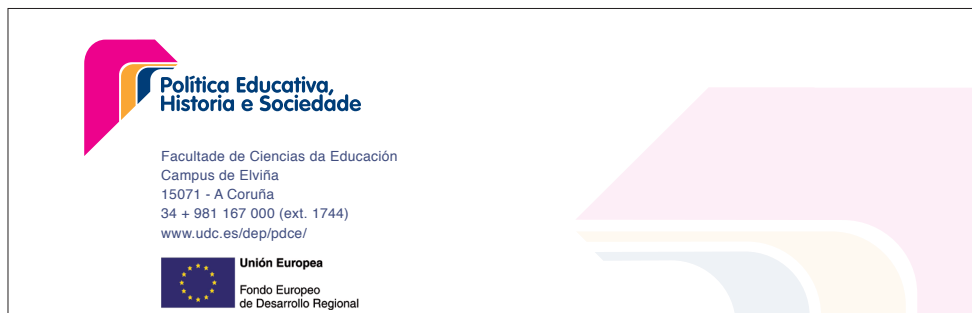 Política Educativa,
Historia e Sociedade
Facultade de Ciencias da Educación
Campus de Elviña
15071 - A Coruña
34 + 981 167 000 (ext. 1744)
www.udc.es/dep/pdce/
Unión Europea
Fondo Europeo
de Desarrollo Regional